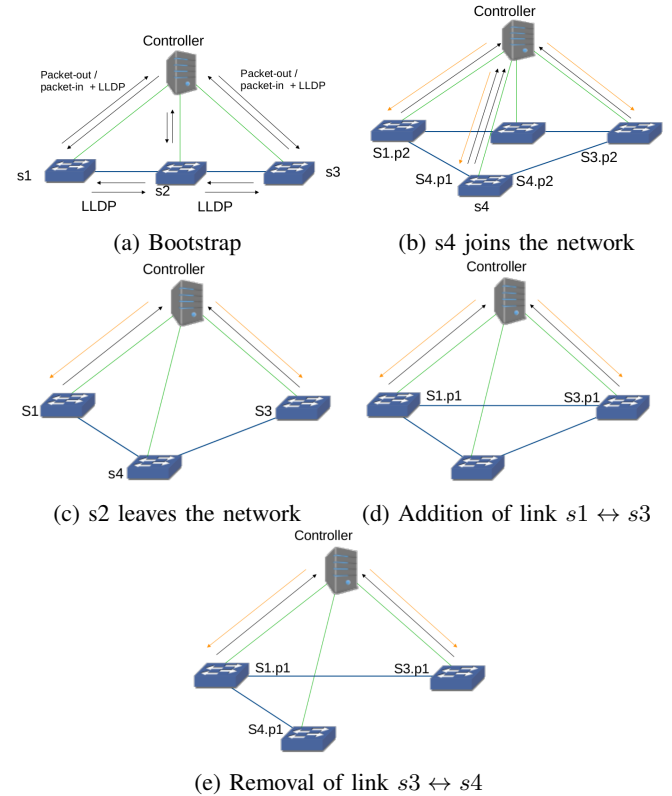 Controller
Packet-out /
packet-in + LLDP
Packet-out /
packet-in + LLDP
s1
s2
s3
LLDP
LLDP
(a) Bootstrap
Controller
S1.p2
S3.p2
S4.p1
S4.p2
s4
(b) s4 joins the network
Controller
S1
S3
s4
(c) s2 leaves the network
Controller
S1.p1
S3.p1
(d) Addition of link s1 ↔ s3
Controller
S1.p1
S3.p1
S4.p1
(e) Removal of link s3 ↔ s4